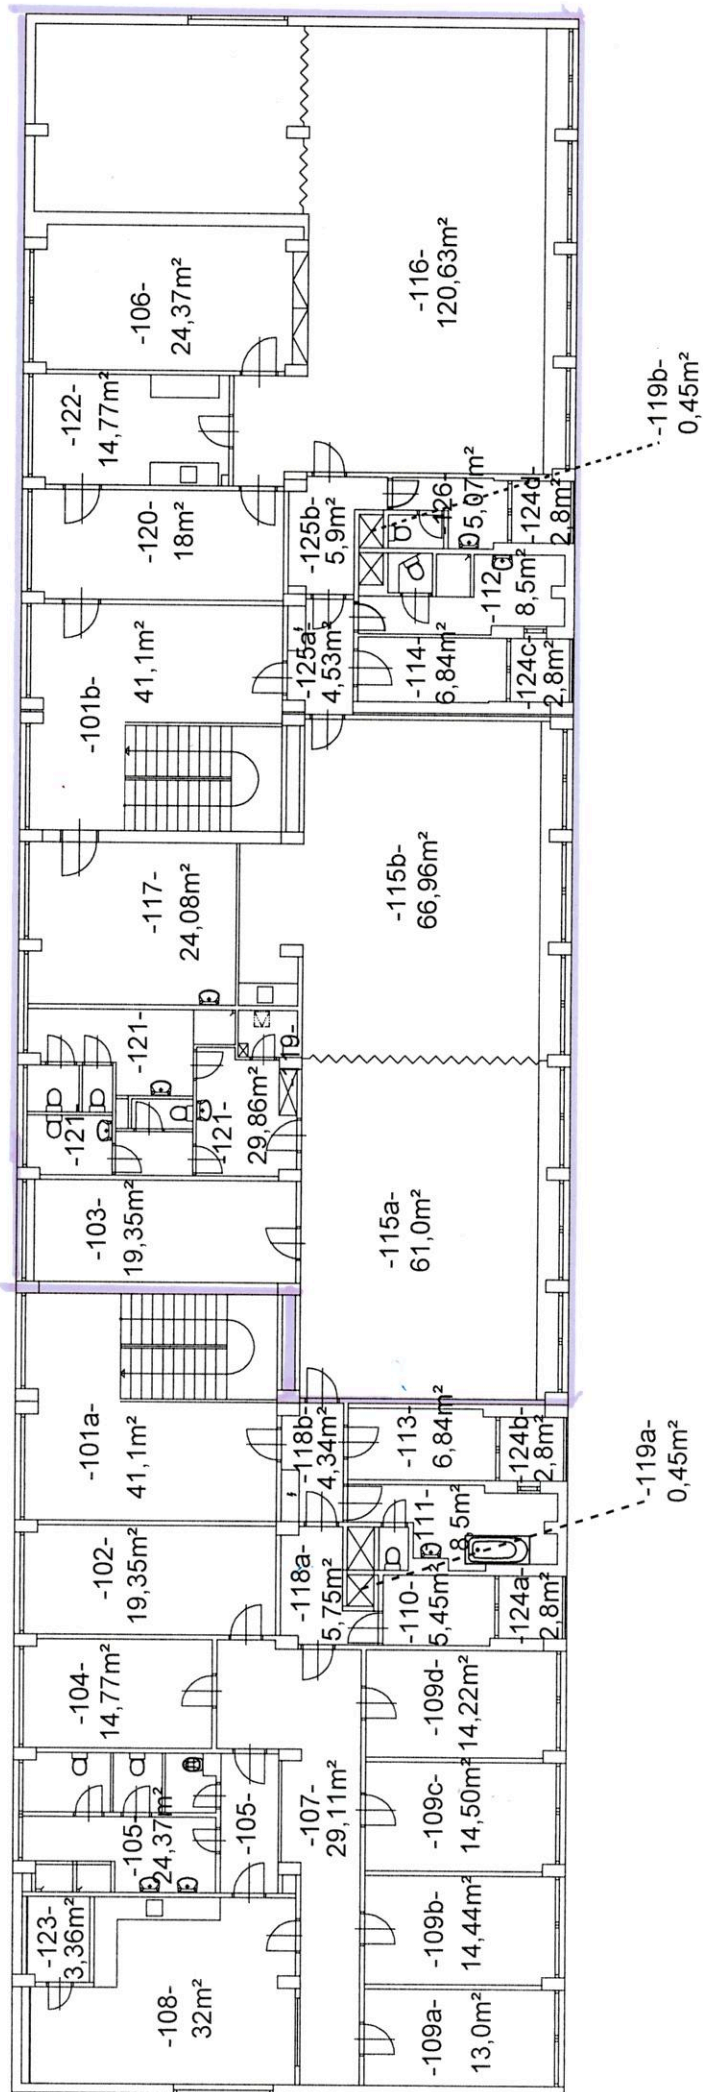 -106-
24,37m²
-116-
120,63m²
-122-
14,77m²
-120-
18m²
-125b-
5,9m²
-126-
5,07m²
-124d-
2,8m²
-119b-
0,45m²
-101b-
41,1m²
-125a-
4,53m²
-114-
6,84m²
-112-
8,5m²
-124c-
2,8m²
-117-
24,08m²
-115b-
66,96m²
-121-
-121-
-121-
29,86m²
-119-
-103-
19,35m²
-115a-
61,0m²
-101a-
41,1m²
-118b-
4,34m²
-113-
6,84m²
-124b-
2,8m²
-111-
8,5m²
-119a-
0,45m²
-102-
19,35m²
-118a-
5,75m²
-110-
5,45m²
-124a-
2,8m²
-104-
14,77m²
-105-
24,37m²
-105-
-107-
29,11m²
-109d-
14,22m²
-109c-
14,50m²
-109b-
14,44m²
-109a-
13,0m²
-123-
3,36m²
-108-
32m²